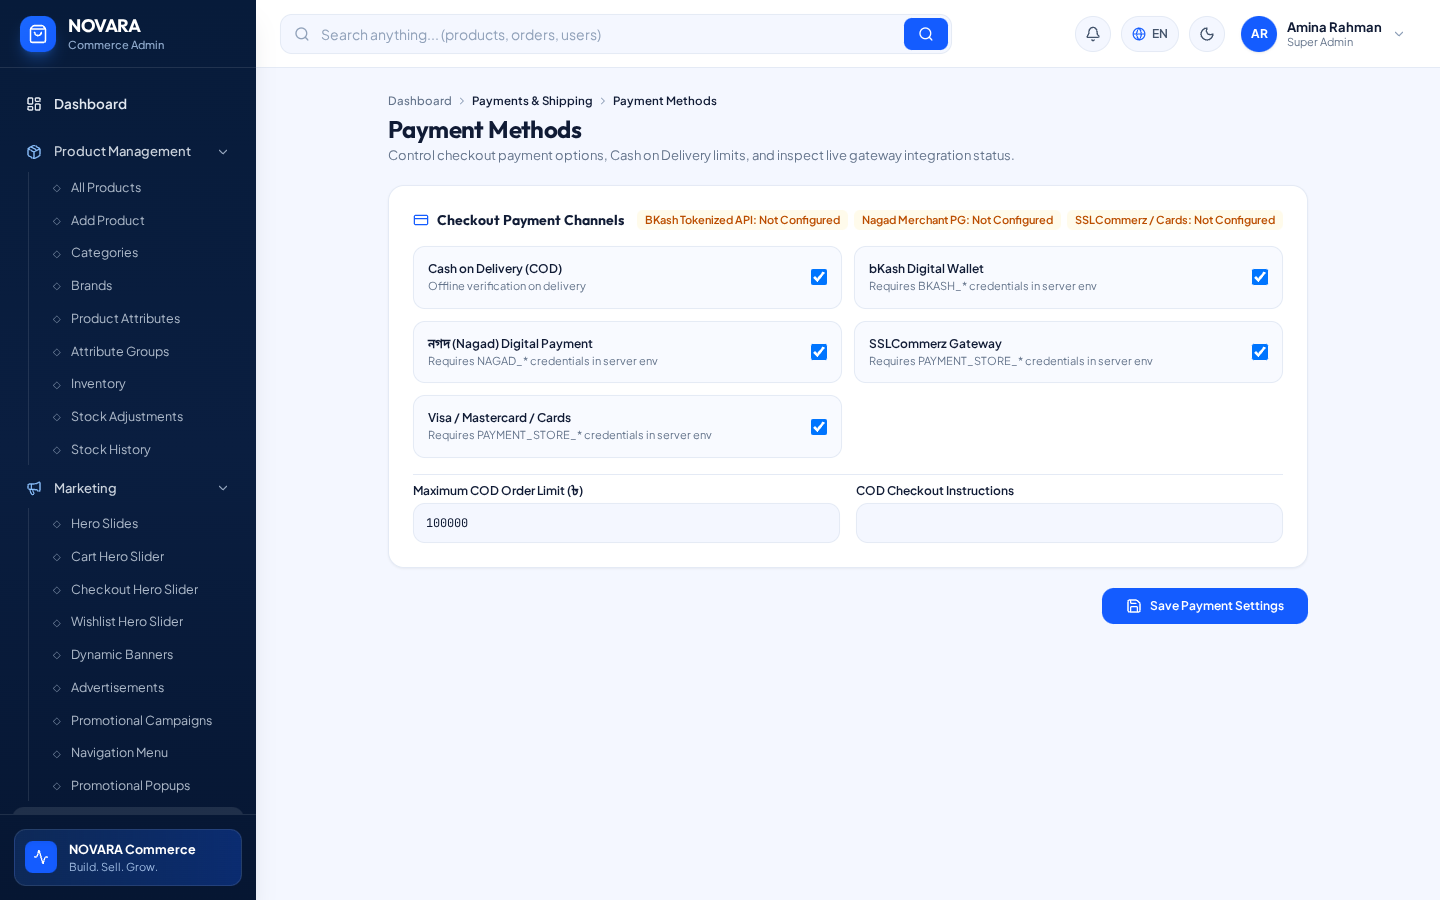 NOVARA
Commerce Admin
Search anything... (products, orders, users)
EN
AR
Amina Rahman
Super Admin
Dashboard
Product Management
All Products
Add Product
Categories
Brands
Product Attributes
Attribute Groups
Inventory
Stock Adjustments
Stock History
Marketing
Hero Slides
Cart Hero Slider
Checkout Hero Slider
Wishlist Hero Slider
Dynamic Banners
Advertisements
Promotional Campaigns
Navigation Menu
Promotional Popups
NOVARA Commerce
Build. Sell. Grow.
Dashboard > Payments & Shipping > Payment Methods
Payment Methods
Control checkout payment options, Cash on Delivery limits, and inspect live gateway integration status.
Checkout Payment Channels
BKash Tokenized API: Not Configured
Nagad Merchant PG: Not Configured
SSLCommerz / Cards: Not Configured
Cash on Delivery (COD)
Offline verification on delivery
bKash Digital Wallet
Requires BKASH_* credentials in server env
নগদ (Nagad) Digital Payment
Requires NAGAD_* credentials in server env
SSLCommerz Gateway
Requires PAYMENT_STORE_* credentials in server env
Visa / Mastercard / Cards
Requires PAYMENT_STORE_* credentials in server env
Maximum COD Order Limit (৳)
100000
COD Checkout Instructions
Save Payment Settings